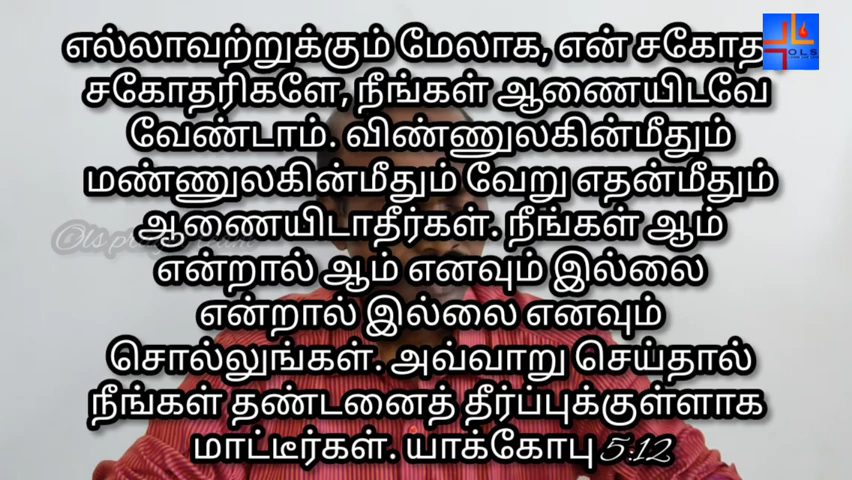 எல்லாவற்றுக்கும் மேலாக, என் சகோத
சகோதரிகளே, நீங்கள் ஆணையிடவே
வேண்டாம். விண்ணுலகின்மீதும்
மண்ணுலகின்மீதும் வேறு எதன்மீதும்
ஆணையிடாதீர்கள். நீங்கள் ஆம்
என்றால் ஆம் எனவும் இல்லை
என்றால் இல்லை எனவும்
சொல்லுங்கள். அவ்வாறு செய்தால்
நீங்கள் தண்டனைத் தீர்ப்புக்குள்ளாக
மாட்டீர்கள். யாக்கோபு 5:12
OLS